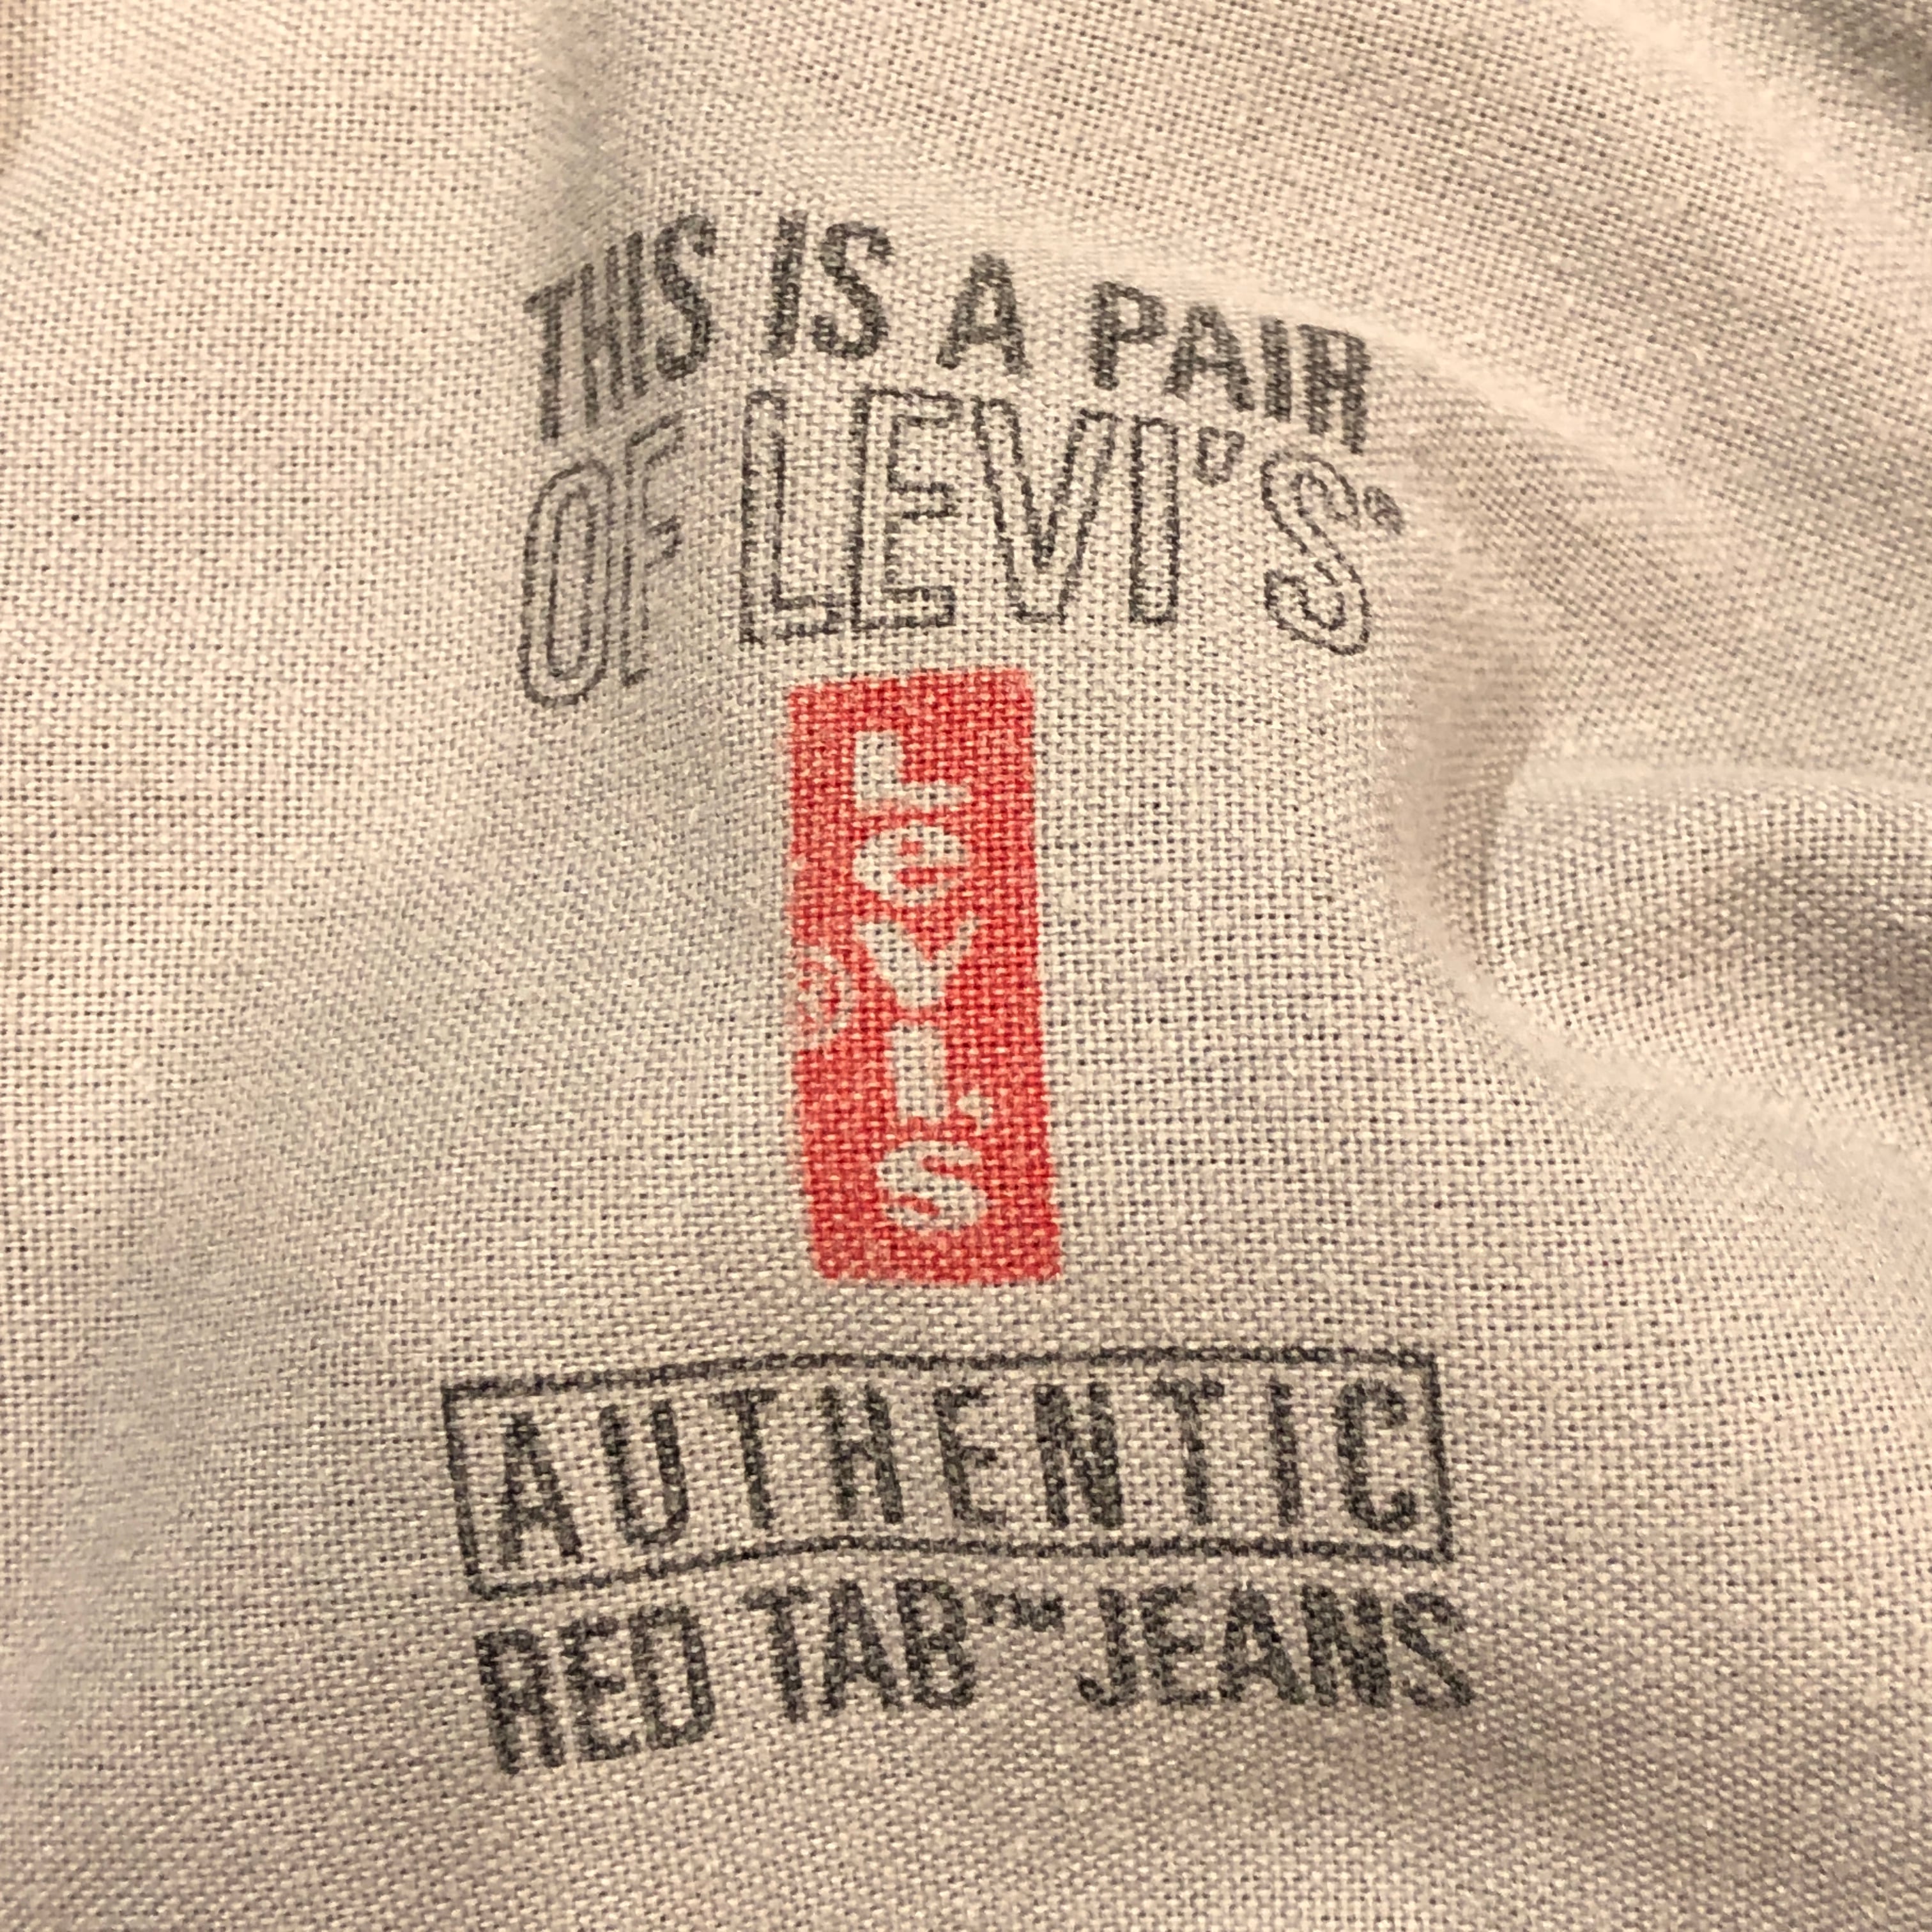 THIS IS A PAIR
OF LEVI'S®
LeVI'S
®
AUTHENTIC
RED TAB™ JEANS